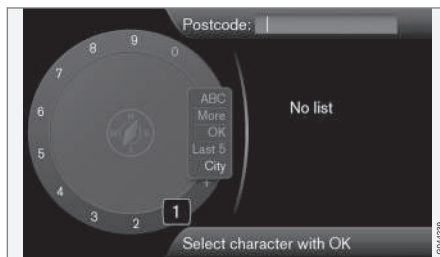 Postcode:
9
8
0
7
6
5
4
3
2
1
ABC
More
OK
Last 5
City
No list
Select character with OK